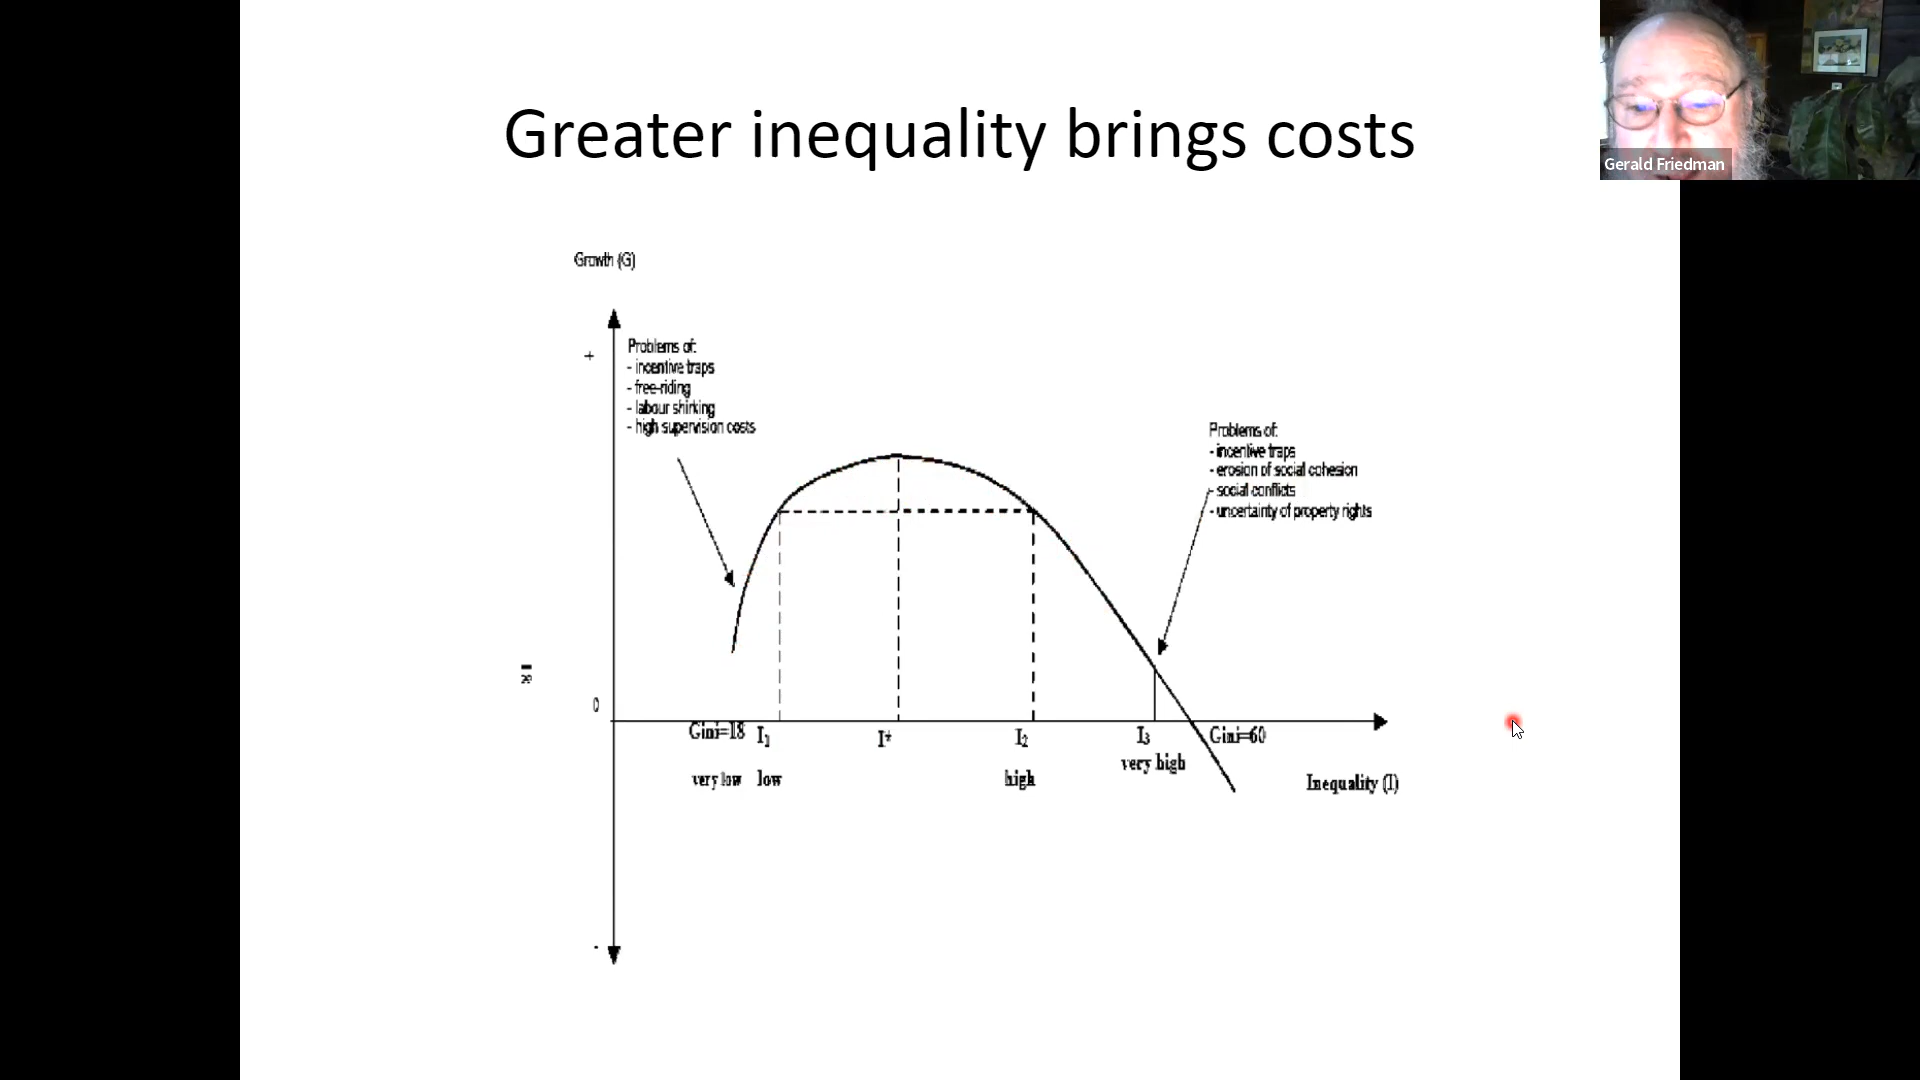 Greater inequality brings costs
Gerald Friedman
Growth (G)
+
Problems of:
- incentive traps
- free-riding
- labour shirking
- high supervision costs
Problems of:
- incentive traps
- erosion of social cohesion
- social conflicts
- uncertainty of property rights
0
Gini=18 I1 I* I2 I3 Gini=60
very low low high very high
Inequality (I)
-